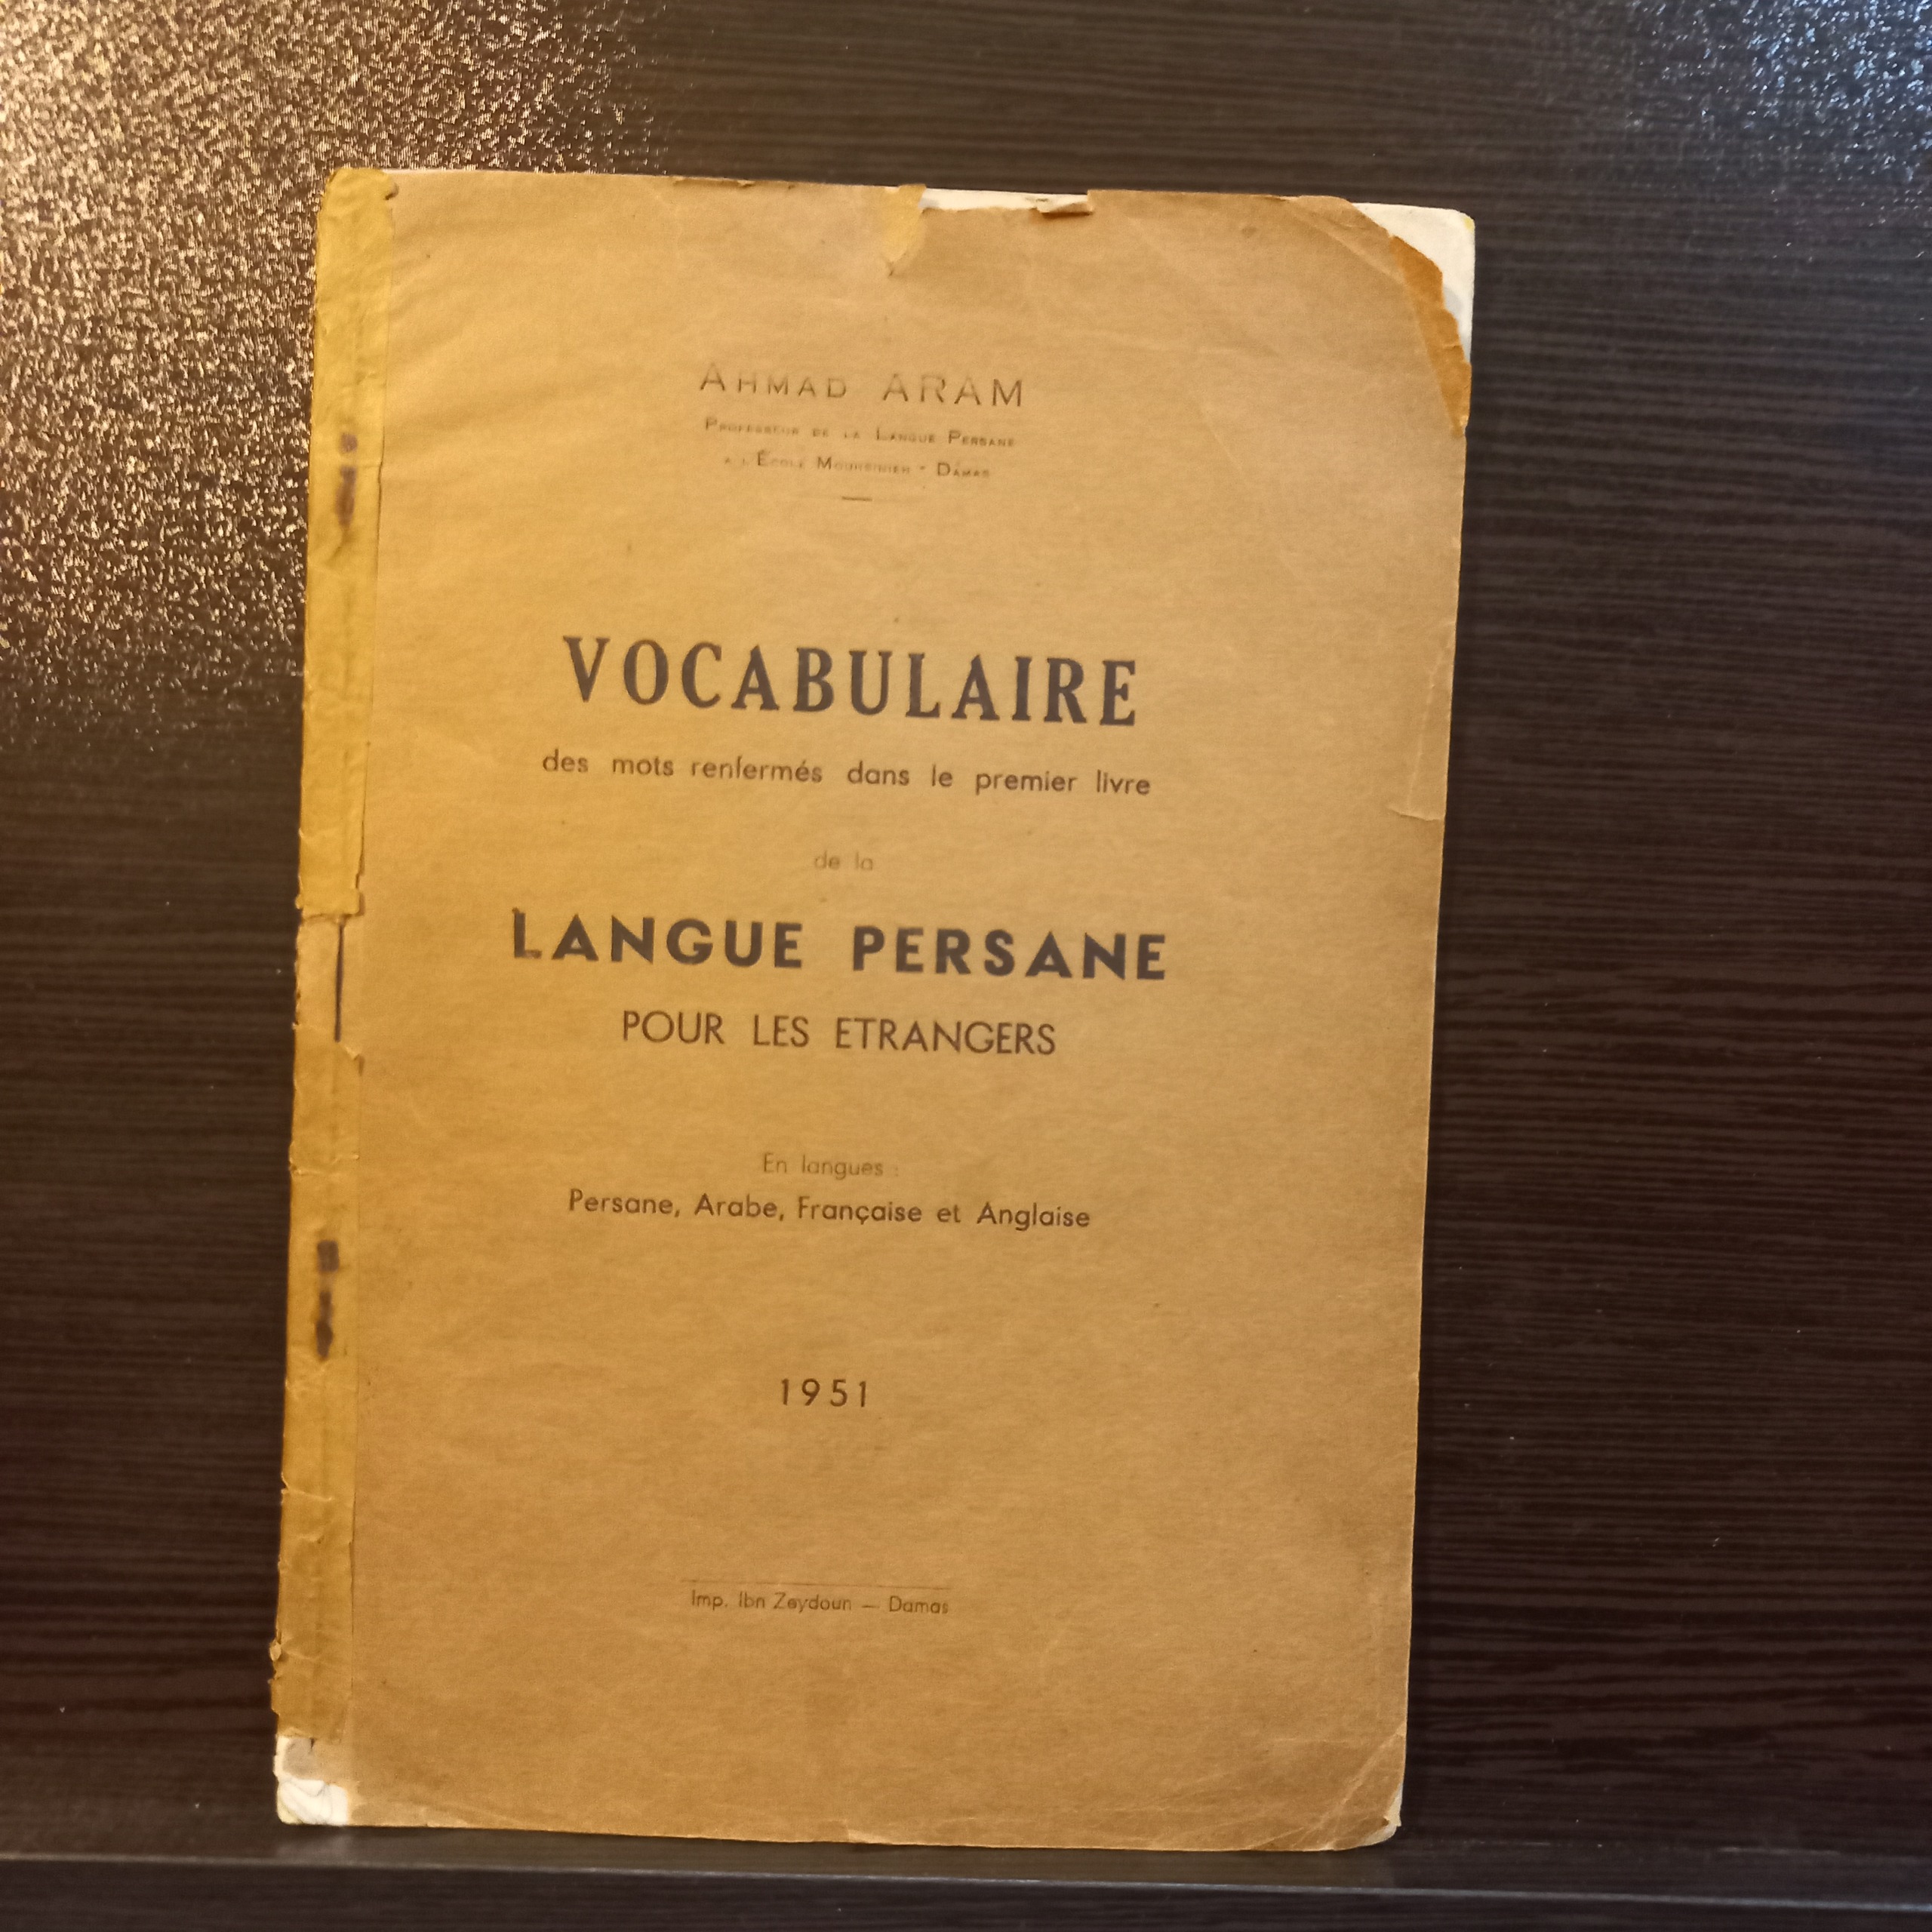 AHMAD ARAM
PROFESSEUR DE LA LANGUE PERSANE
A L'ÉCOLE - DAMAS
VOCABULAIRE
des mots renfermés dans le premier livre
de la
LANGUE PERSANE
POUR LES ETRANGERS
En langues :
Persane, Arabe, Française et Anglaise
1951
Imp. Ibn Zeydoun — Damas